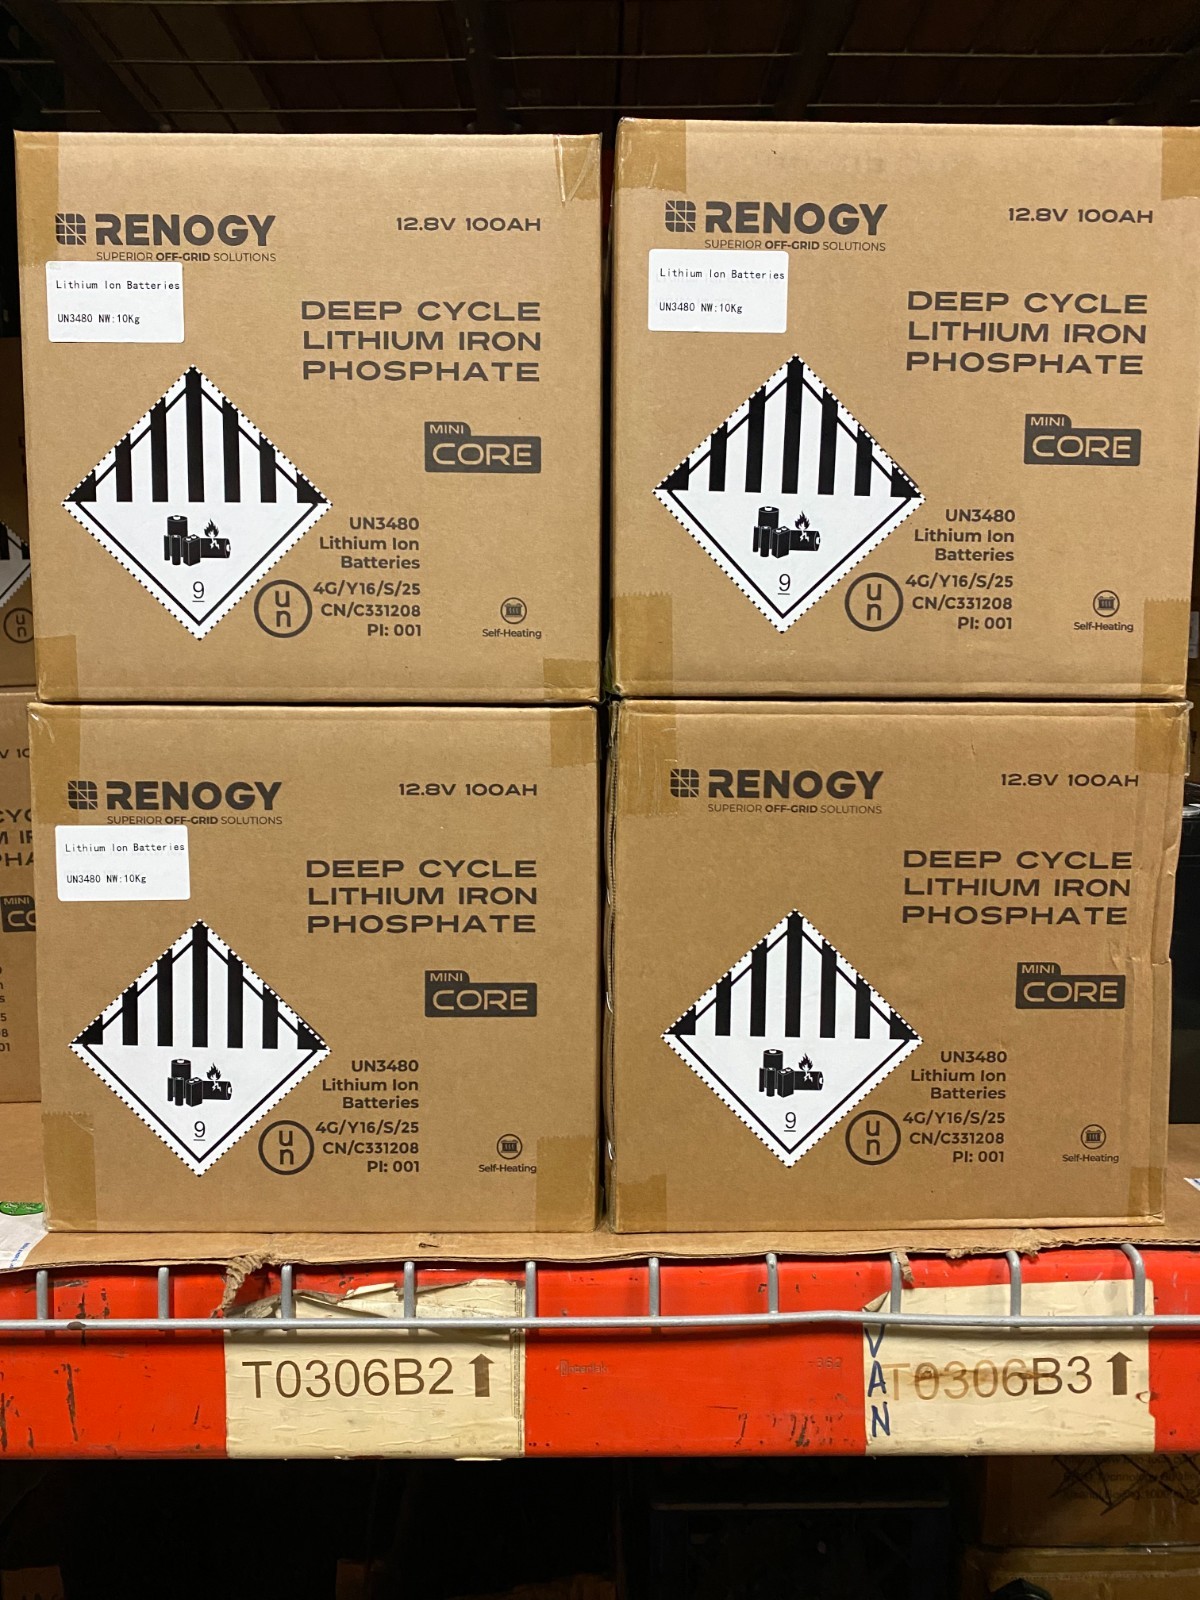 RENOGY
SUPERIOR OFF-GRID SOLUTIONS
12.8V 100AH
Lithium Ion Batteries
UN3480 NW:10Kg
DEEP CYCLE
LITHIUM IRON
PHOSPHATE
MINI
CORE
UN3480
Lithium Ion
Batteries
9
un
4G/Y16/S/25
CN/C331208
PI: 001
Self-Heating
RENOGY
SUPERIOR OFF-GRID SOLUTIONS
12.8V 100AH
Lithium Ion Batteries
UN3480 NW:10Kg
DEEP CYCLE
LITHIUM IRON
PHOSPHATE
MINI
CORE
UN3480
Lithium Ion
Batteries
9
un
4G/Y16/S/25
CN/C331208
PI: 001
Self-Heating
RENOGY
SUPERIOR OFF-GRID SOLUTIONS
12.8V 100AH
Lithium Ion Batteries
UN3480 NW:10Kg
DEEP CYCLE
LITHIUM IRON
PHOSPHATE
MINI
CORE
UN3480
Lithium Ion
Batteries
9
un
4G/Y16/S/25
CN/C331208
PI: 001
Self-Heating
RENOGY
SUPERIOR OFF-GRID SOLUTIONS
12.8V 100AH
DEEP CYCLE
LITHIUM IRON
PHOSPHATE
MINI
CORE
UN3480
Lithium Ion
Batteries
9
un
4G/Y16/S/25
CN/C331208
PI: 001
Self-Heating
un
MINI
T0306B2
VAN
T0306B3